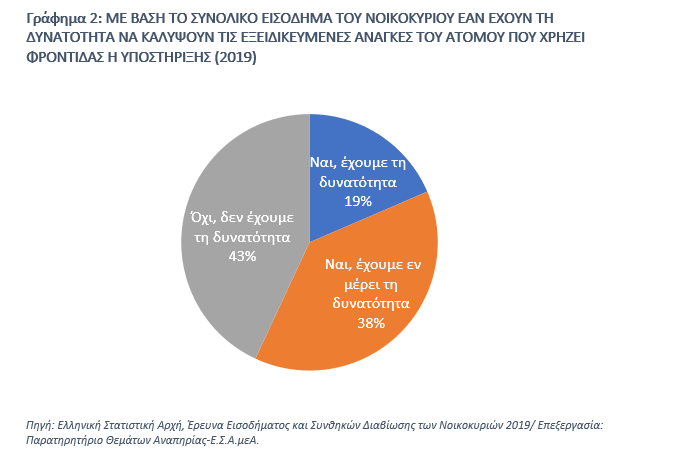 Γράφημα 2: ΜΕ ΒΑΣΗ ΤΟ ΣΥΝΟΛΙΚΟ ΕΙΣΟΔΗΜΑ ΤΟΥ ΝΟΙΚΟΚΥΡΙΟΥ ΕΑΝ ΕΧΟΥΝ ΤΗ
ΔΥΝΑΤΟΤΗΤΑ ΝΑ ΚΑΛΥΨΟΥΝ ΤΙΣ ΕΞΕΙΔΙΚΕΥΜΕΝΕΣ ΑΝΑΓΚΕΣ ΤΟΥ ΑΤΟΜΟΥ ΠΟΥ ΧΡΗΖΕΙ
ΦΡΟΝΤΙΔΑΣ Η ΥΠΟΣΤΗΡΙΞΗΣ (2019)
Ναι, έχουμε τη
δυνατότητα
19%
Όχι, δεν έχουμε
τη δυνατότητα
43%
Ναι, έχουμε εν
μέρει τη
δυνατότητα
38%
Πηγή: Ελληνική Στατιστική Αρχή, Έρευνα Εισοδήματος και Συνθηκών Διαβίωσης των Νοικοκυριών 2019/ Επεξεργασία:
Παρατηρητήριο Θεμάτων Αναπηρίας-Ε.Σ.Α.μεΑ.